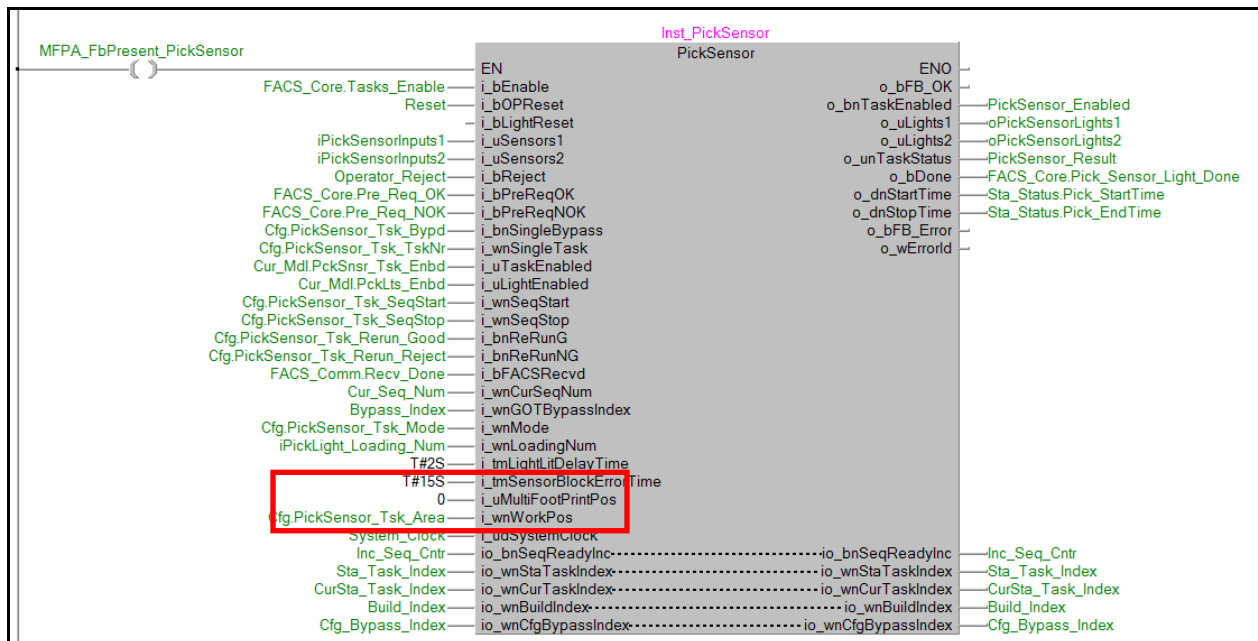 Inst_PickSensor
MFPA_FbPresent_PickSensor
PickSensor
EN ENO
FACS_Core.Tasks_Enable i_bEnable o_bFB_OK
Reset i_bOPReset o_bnTaskEnabled PickSensor_Enabled
i_bLightReset o_uLights1 oPickSensorLights1
iPickSensorInputs1 i_uSensors1 o_uLights2 oPickSensorLights2
iPickSensorInputs2 i_uSensors2 o_unTaskStatus PickSensor_Result
Operator_Reject i_bReject o_bDone FACS_Core.Pick_Sensor_Light_Done
FACS_Core.Pre_Req_OK i_bPreReqOK o_dnStartTime Sta_Status.Pick_StartTime
FACS_Core.Pre_Req_NOK i_bPreReqNOK o_dnStopTime Sta_Status.Pick_EndTime
Cfg.PickSensor_Tsk_Bypd i_bnSingleBypass o_bFB_Error
Cfg.PickSensor_Tsk_TskNr i_wnSingleTask o_wErrorId
Cur_Mdl.PckSnsr_Tsk_Enbd i_uTaskEnabled
Cur_Mdl.PckLts_Enbd i_uLightEnabled
Cfg.PickSensor_Tsk_SeqStart i_wnSeqStart
Cfg.PickSensor_Tsk_SeqStop i_wnSeqStop
Cfg.PickSensor_Tsk_Rerun_Good i_bnReRunG
Cfg.PickSensor_Tsk_Rerun_Reject i_bnReRunNG
FACS_Comm.Recv_Done i_bFACSRecvd
Cur_Seq_Num i_wnCurSeqNum
Bypass_Index i_wnGOTBypassIndex
Cfg.PickSensor_Tsk_Mode i_wnMode
iPickLight_Loading_Num i_wnLoadingNum
T#2S i_tmLightLitDelayTime
T#15S i_tmSensorBlockErrorTime
0 i_uMultiFootPrintPos
Cfg.PickSensor_Tsk_Area i_wnWorkPos
System_Clock i_udSystemClock
Inc_Seq_Cntr io_bnSeqReadyInc io_bnSeqReadyInc Inc_Seq_Cntr
Sta_Task_Index io_wnStaTaskIndex io_wnStaTaskIndex Sta_Task_Index
CurSta_Task_Index io_wnCurTaskIndex io_wnCurTaskIndex CurSta_Task_Index
Build_Index io_wnBuildIndex io_wnBuildIndex Build_Index
Cfg_Bypass_Index io_wnCfgBypassIndex io_wnCfgBypassIndex Cfg_Bypass_Index